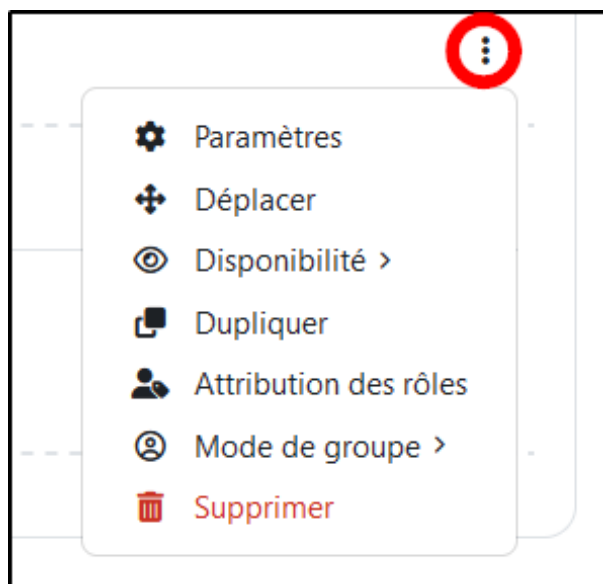 Paramètres
Déplacer
Disponibilité >
Dupliquer
Attribution des rôles
Mode de groupe >
Supprimer